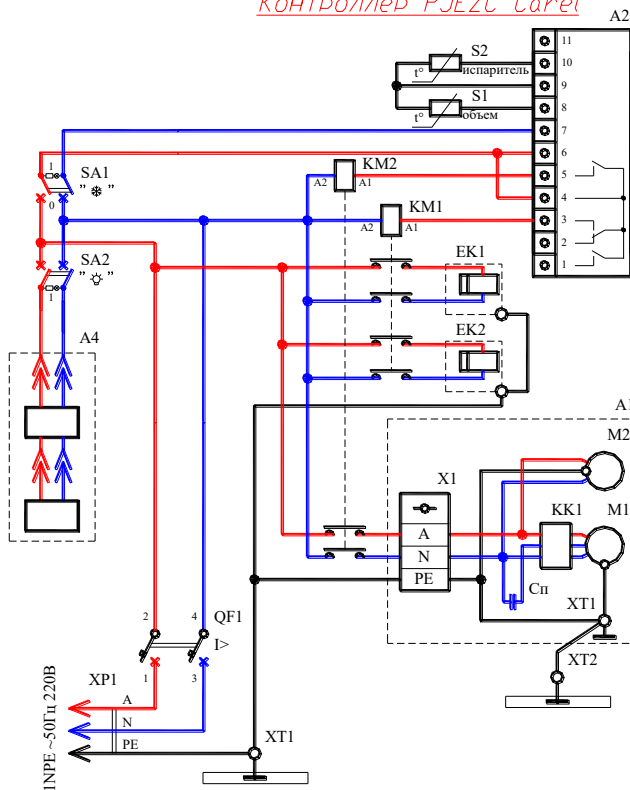 Контроллер PJEZC Carel
A2
11
S2
испаритель
t°
10
9
S1
объем
t°
8
7
6
5
4
3
2
1
1
SA1
" ❄ "
0
KM2
A2
A1
KM1
A2
A1
SA2
" "
1
EK1
EK2
A4
A1
M2
X1
KK1
M1
A
N
PE
Cп
XT1
XT2
2
4
QF1
I>
1
3
XP1
A
N
PE
1NPE ~50Гц 220В
XT1